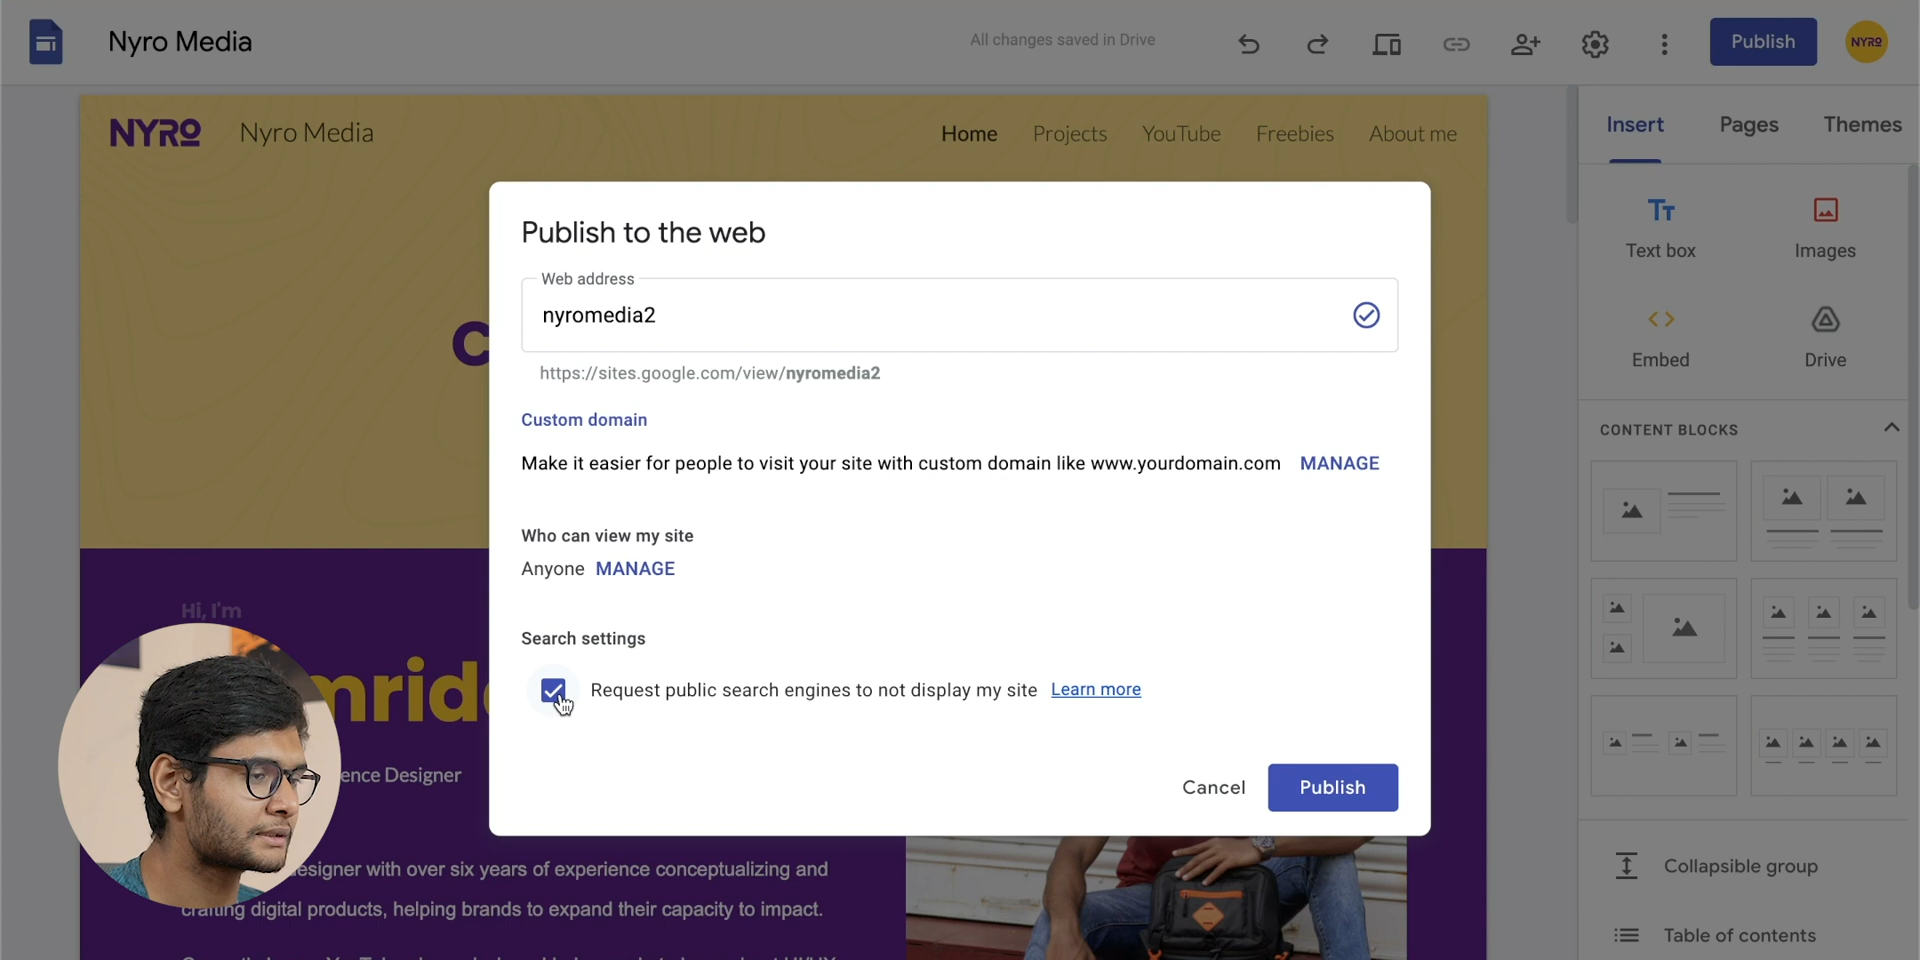 Nyro Media
All changes saved in Drive
Publish
NYRO
NYRO
Nyro Media
Home
Projects
YouTube
Freebies
About me
Insert
Pages
Themes
Text box
Images
Embed
Drive
CONTENT BLOCKS
Collapsible group
Table of contents
Publish to the web
Web address
nyromedia2
https://sites.google.com/view/nyromedia2
Custom domain
Make it easier for people to visit your site with custom domain like www.yourdomain.com MANAGE
Who can view my site
Anyone MANAGE
Search settings
Request public search engines to not display my site Learn more
Cancel
Publish
Hi, I'm
Designer
designer with over six years of experience conceptualizing and
crafting digital products, helping brands to expand their capacity to impact.